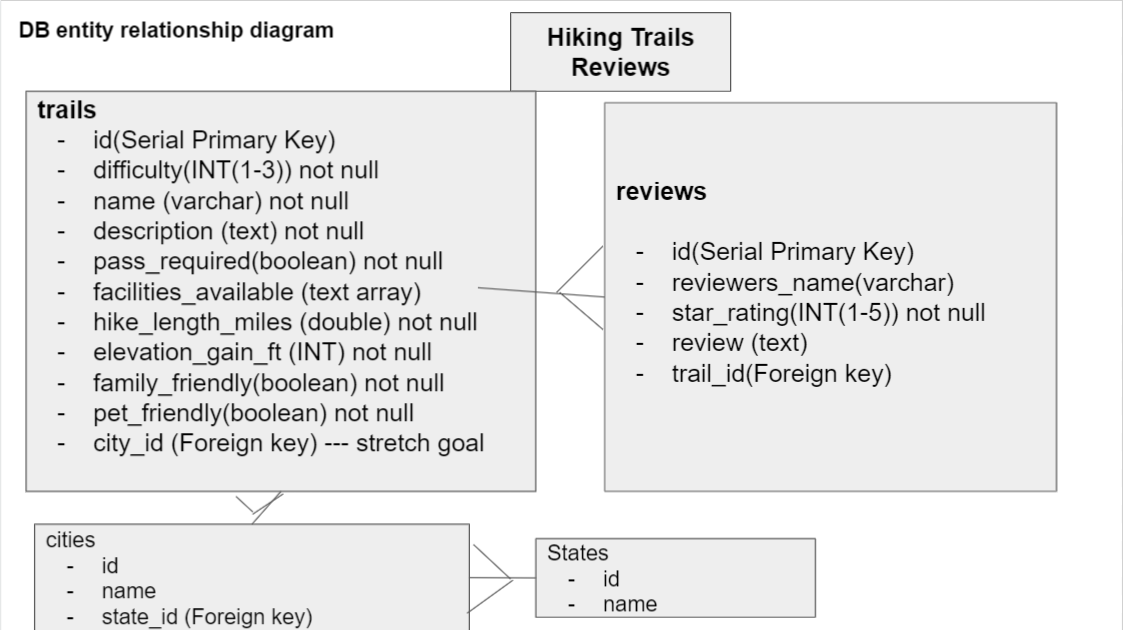 DB entity relationship diagram
Hiking Trails
Reviews
trails
- id(Serial Primary Key)
- difficulty(INT(1-3)) not null
- name (varchar) not null
- description (text) not null
- pass_required(boolean) not null
- facilities_available (text array)
- hike_length_miles (double) not null
- elevation_gain_ft (INT) not null
- family_friendly(boolean) not null
- pet_friendly(boolean) not null
- city_id (Foreign key) --- stretch goal
reviews
- id(Serial Primary Key)
- reviewers_name(varchar)
- star_rating(INT(1-5)) not null
- review (text)
- trail_id(Foreign key)
cities
- id
- name
- state_id (Foreign key)
States
- id
- name